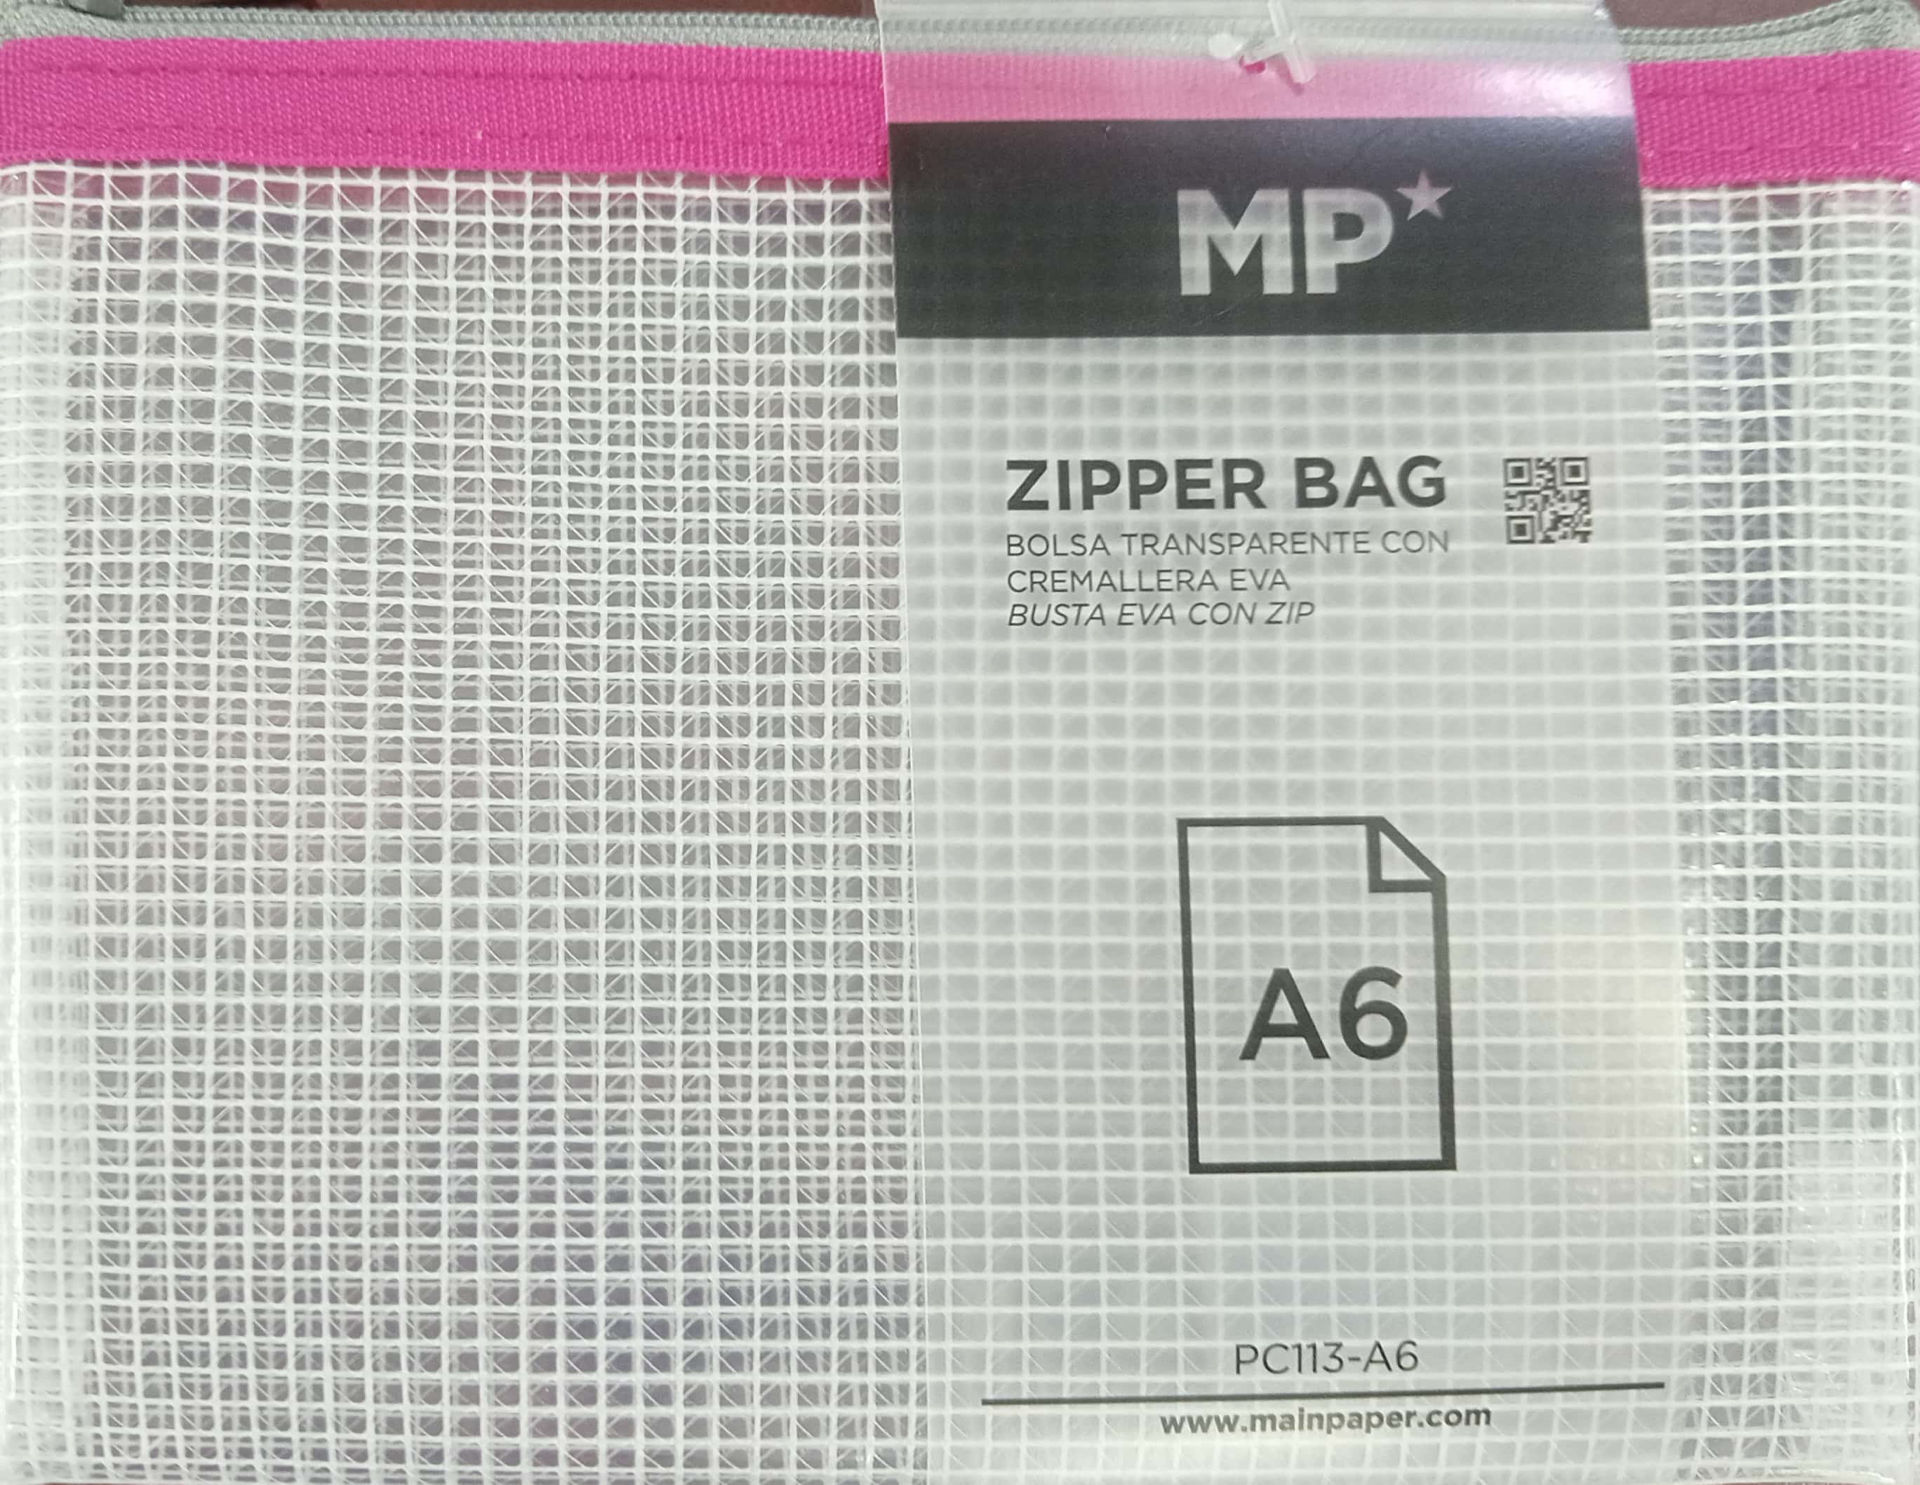 MP★
ZIPPER BAG
BOLSA TRANSPARENTE CON
CREMALLERA EVA
BUSTA EVA CON ZIP
A6
PC113-A6
www.mainpaper.com